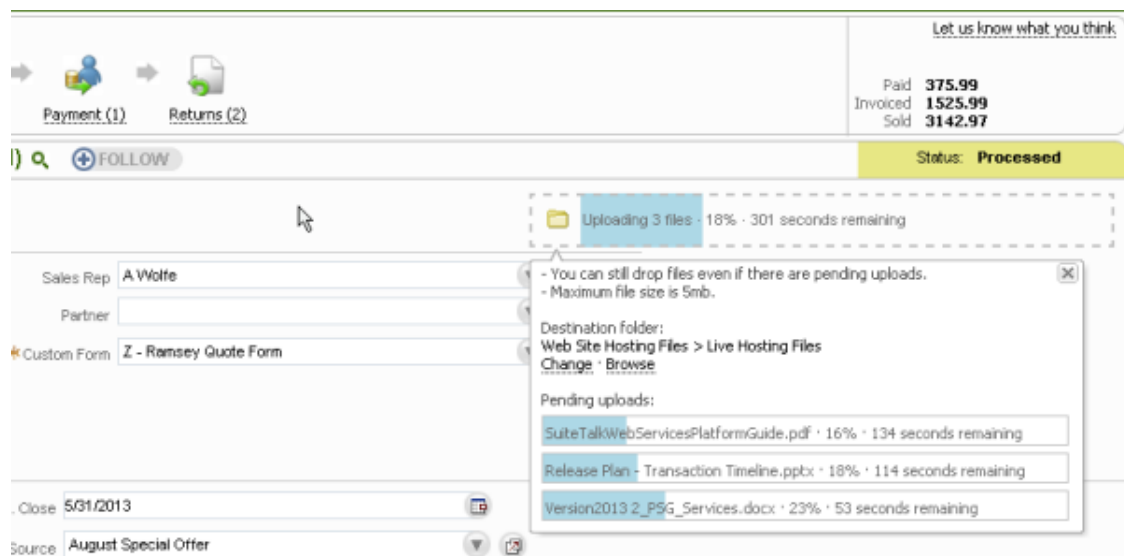 Let us know what you think
Payment (1)
Returns (2)
Paid 375.99
Invoiced 1525.99
Sold 3142.97
FOLLOW
Status: Processed
Uploading 3 files · 18% · 301 seconds remaining
- You can still drop files even if there are pending uploads.
- Maximum file size is 5mb.
Destination folder:
Web Site Hosting Files > Live Hosting Files
Change · Browse
Pending uploads:
SuiteTalkWebServicesPlatformGuide.pdf · 16% · 134 seconds remaining
Release Plan - Transaction Timeline.pptx · 18% · 114 seconds remaining
Version2013 2_PSG_Services.docx · 23% · 53 seconds remaining
Sales Rep A Wolfe
Partner
*Custom Form Z - Ramsey Quote Form
. Close 5/31/2013
Source August Special Offer